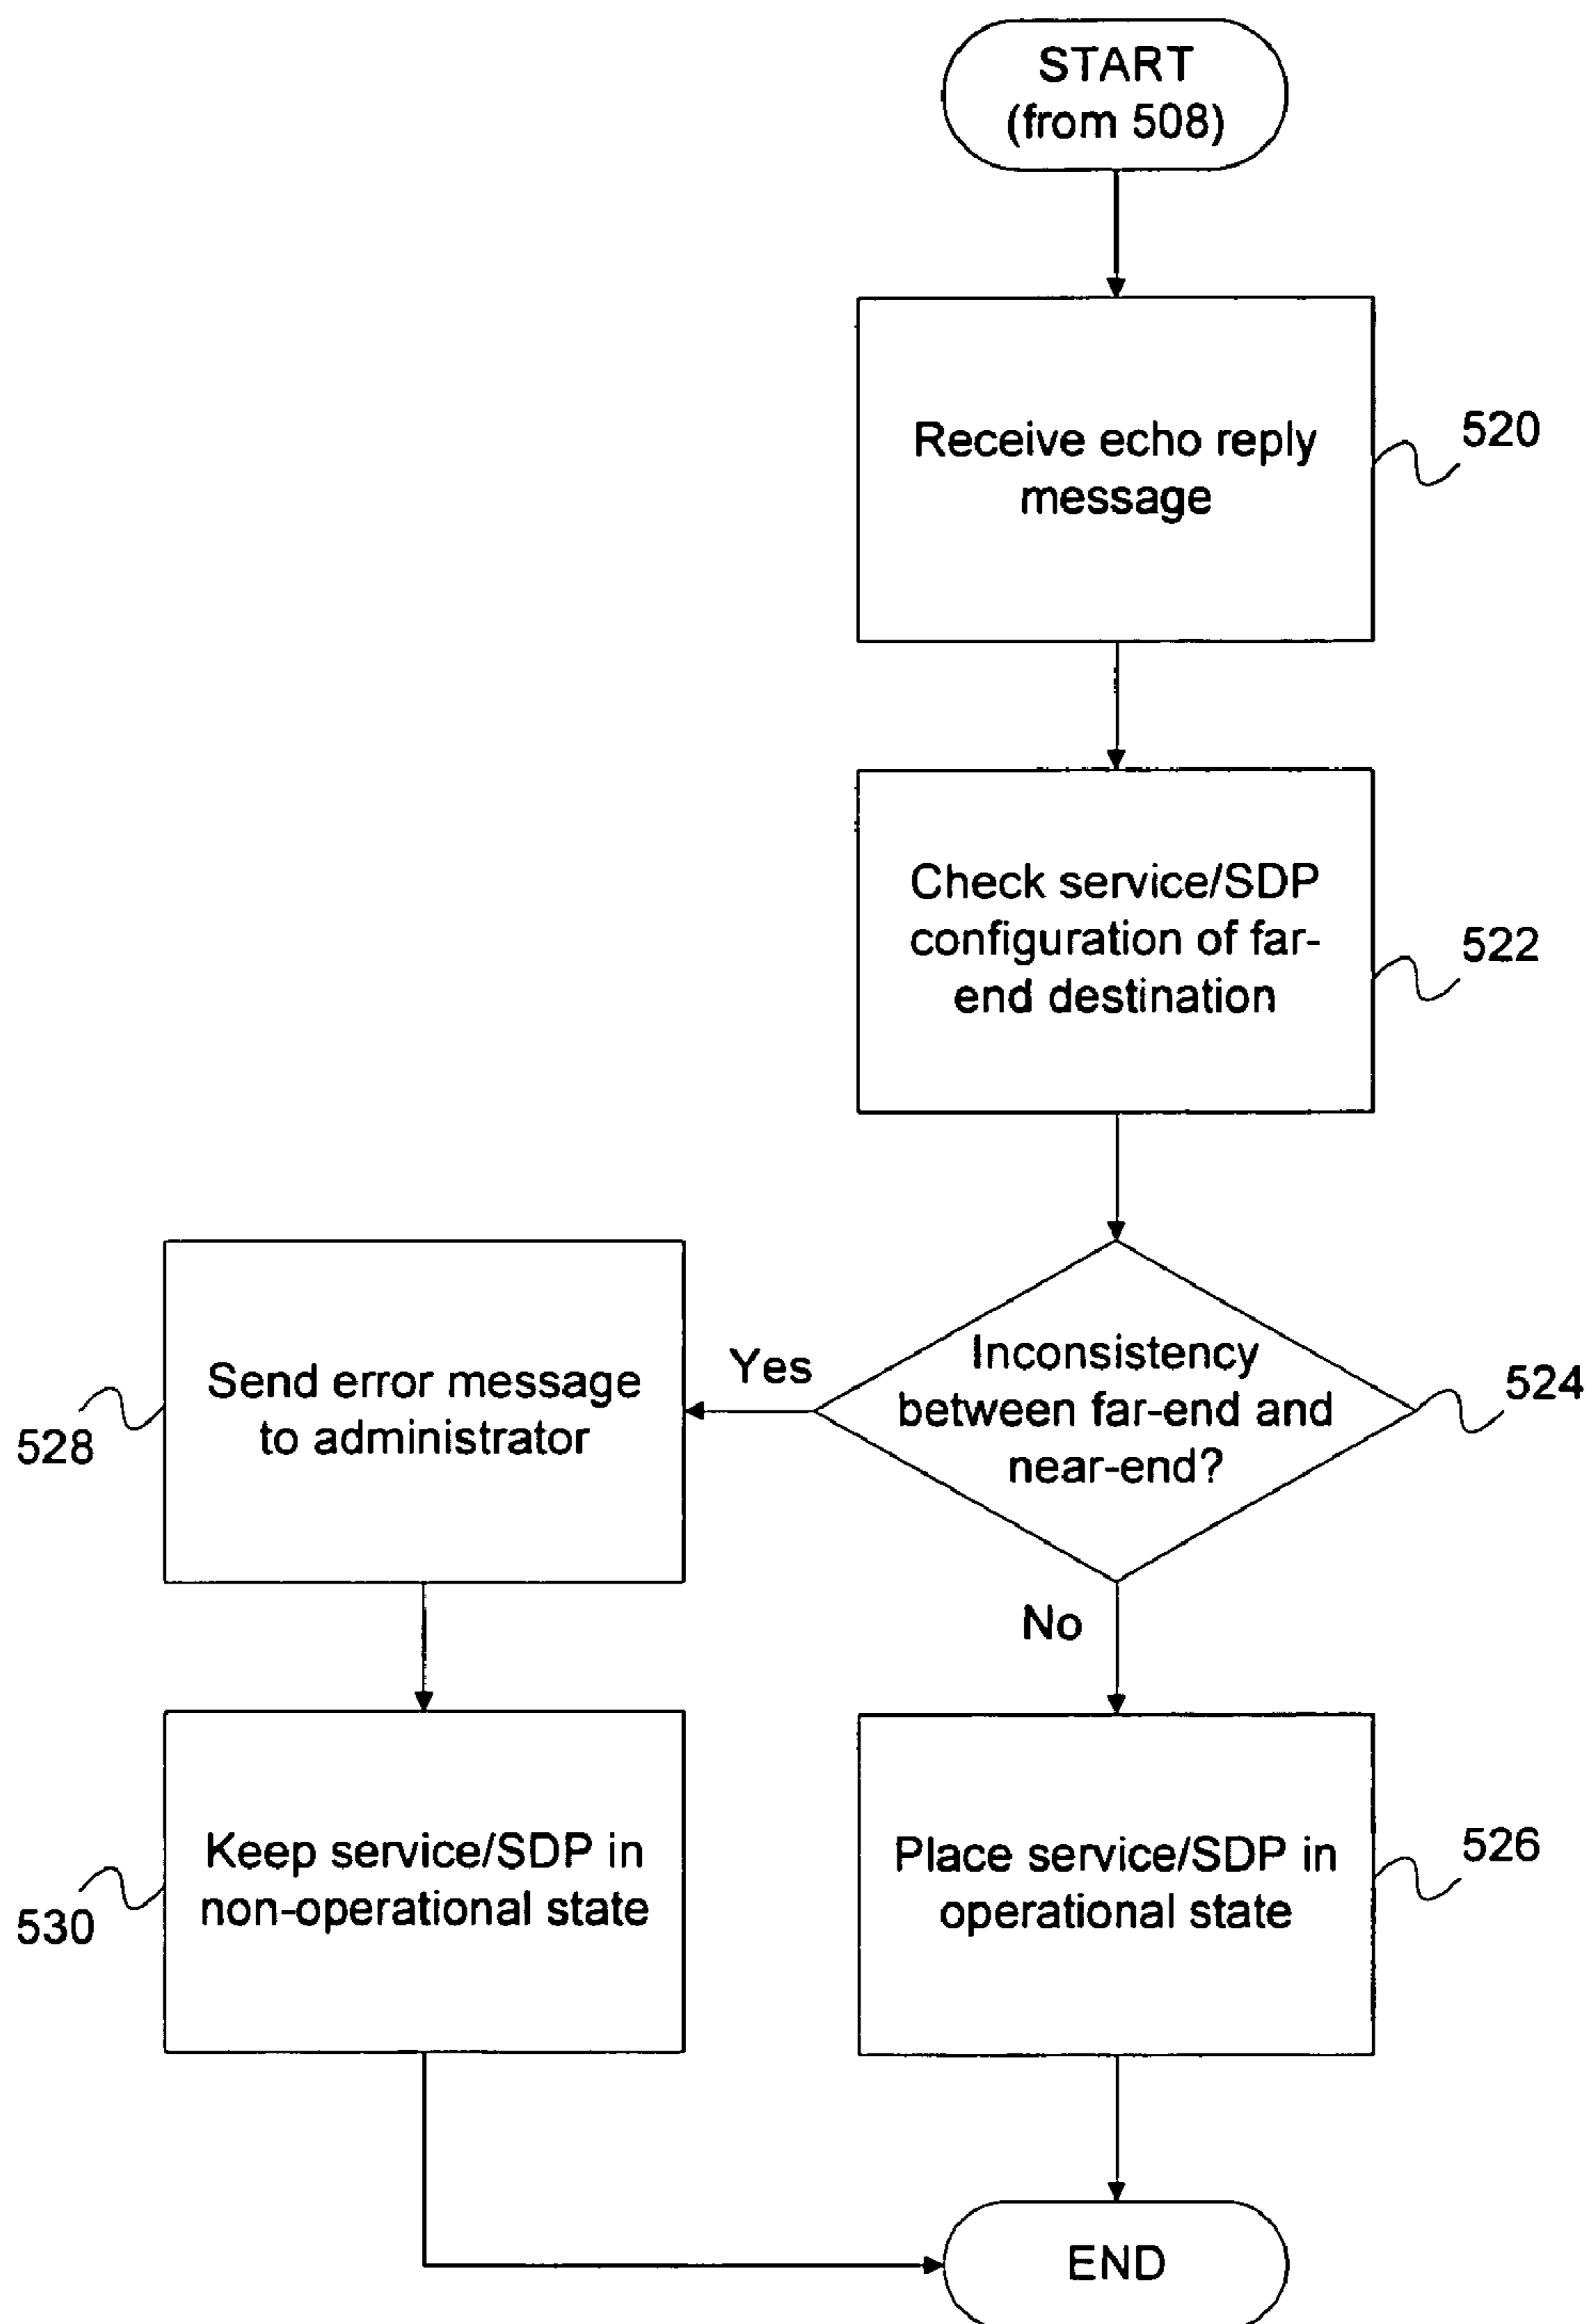 START
(from 508)
Receive echo reply
message
520
Check service/SDP
configuration of far-
end destination
522
Inconsistency
between far-end and
near-end?
524
Yes
Send error message
to administrator
528
No
Keep service/SDP in
non-operational state
530
Place service/SDP in
operational state
526
END